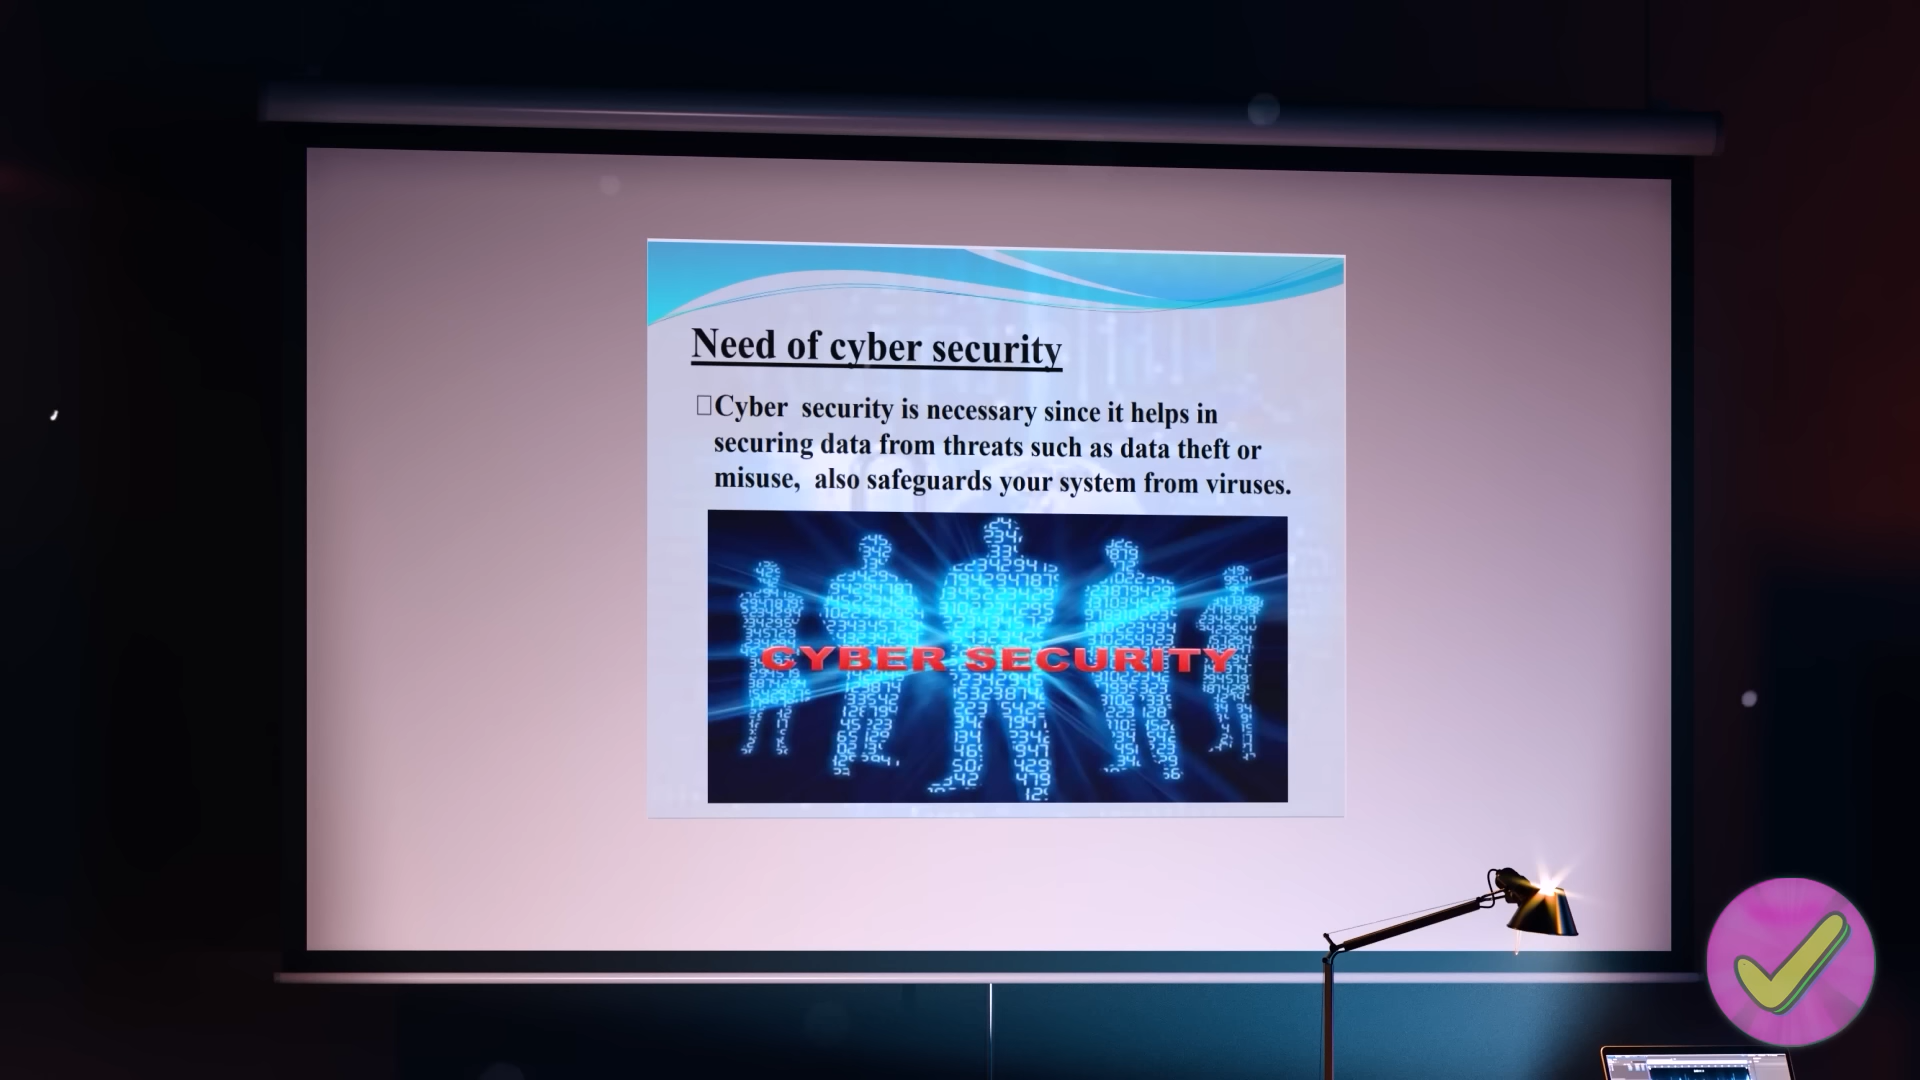 Need of cyber security
Cyber security is necessary since it helps in
securing data from threats such as data theft or
misuse, also safeguards your system from viruses.
CYBER SECURITY